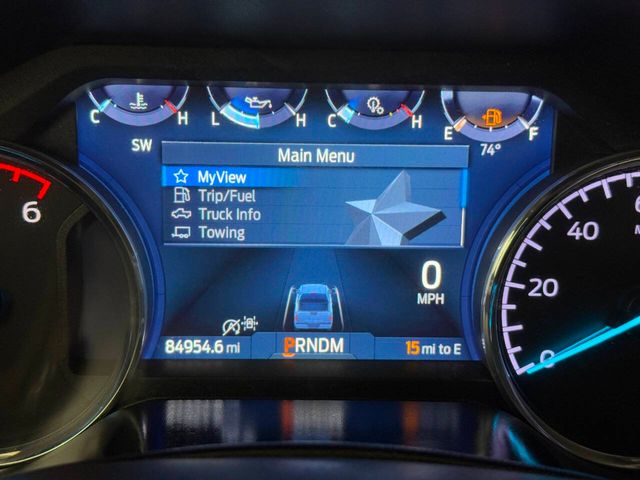 C H L H C H E F
SW
74°
Main Menu
MyView
Trip/Fuel
Truck Info
Towing
6
40
20
0
0
MPH
84954.6 mi
PRNDM
15 mi to E